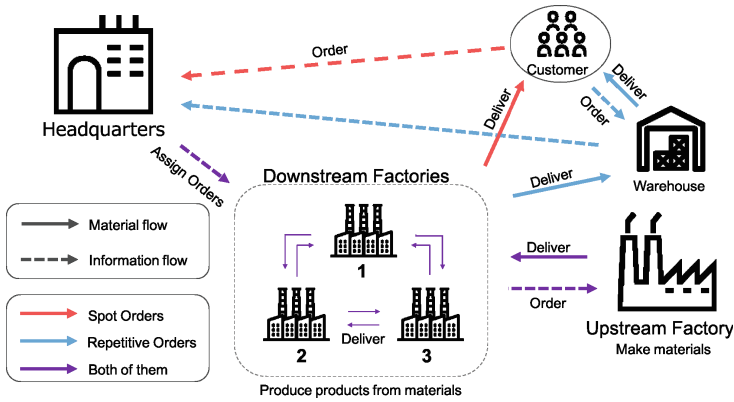 Order
Customer
Deliver
Order
Deliver
Headquarters
Assign Orders
Downstream Factories
Deliver
Warehouse
Material flow
Information flow
1
Deliver
Order
Spot Orders
Repetitive Orders
Both of them
2
Deliver
3
Upstream Factory
Make materials
Produce products from materials